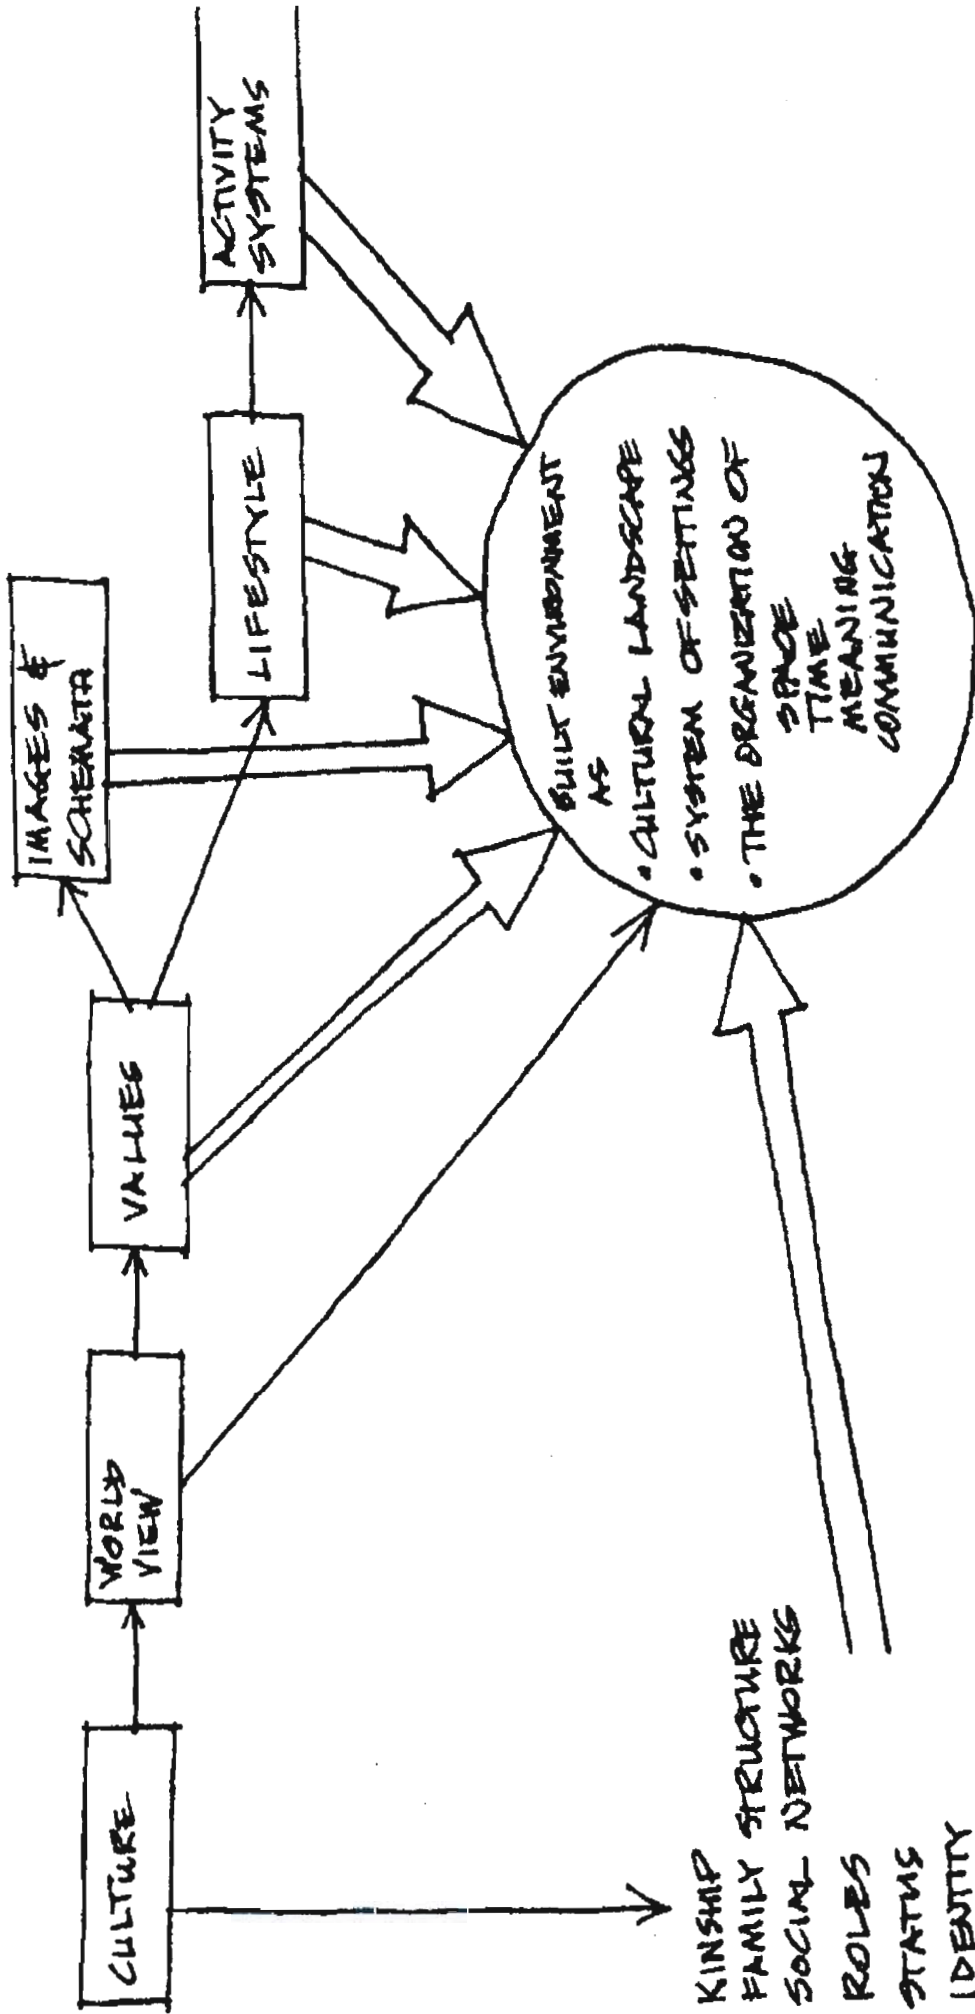 CULTURE
WORLD
VIEW
VALUES
IMAGES &
SCHEMATA
LIFESTYLE
ACTIVITY
SYSTEMS
BUILT ENVIRONMENT
AS
• CULTURAL LANDSCAPE
• SYSTEM OF SETTINGS
• THE ORGANIZATION OF
SPACE
TIME
MEANING
COMMUNICATION
KINSHIP
FAMILY STRUCTURE
SOCIAL NETWORKS
ROLES
STATUS
IDENTITY